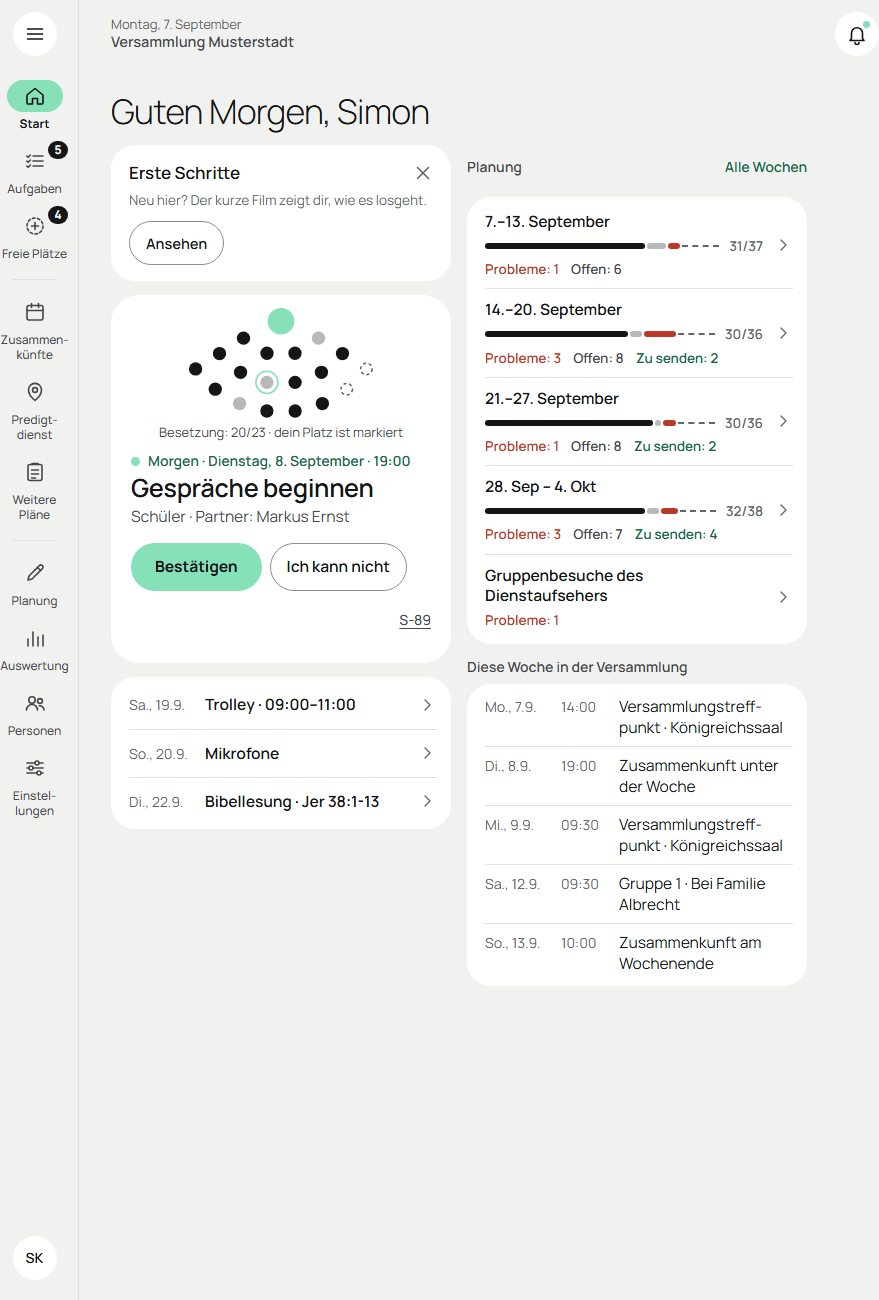 Montag, 7. September
Versammlung Musterstadt
Start
5
Aufgaben
4
Freie Plätze
Zusammen-
künfte
Predigt-
dienst
Weitere
Pläne
Planung
Auswertung
Personen
Einstel-
lungen
SK
Guten Morgen, Simon
Erste Schritte
Neu hier? Der kurze Film zeigt dir, wie es losgeht.
Ansehen
Besetzung: 20/23 · dein Platz ist markiert
Morgen · Dienstag, 8. September · 19:00
Gespräche beginnen
Schüler · Partner: Markus Ernst
Bestätigen
Ich kann nicht
S-89
Sa., 19.9. Trolley · 09:00–11:00
So., 20.9. Mikrofone
Di., 22.9. Bibellesung · Jer 38:1-13
Planung
Alle Wochen
7.–13. September
31/37
Probleme: 1 Offen: 6
14.–20. September
30/36
Probleme: 3 Offen: 8 Zu senden: 2
21.–27. September
30/36
Probleme: 1 Offen: 8 Zu senden: 2
28. Sep – 4. Okt
32/38
Probleme: 3 Offen: 7 Zu senden: 4
Gruppenbesuche des
Dienstaufsehers
Probleme: 1
Diese Woche in der Versammlung
Mo., 7.9. 14:00 Versammlungstreff-
punkt · Königreichssaal
Di., 8.9. 19:00 Zusammenkunft unter
der Woche
Mi., 9.9. 09:30 Versammlungstreff-
punkt · Königreichssaal
Sa., 12.9. 09:30 Gruppe 1 · Bei Familie
Albrecht
So., 13.9. 10:00 Zusammenkunft am
Wochenende